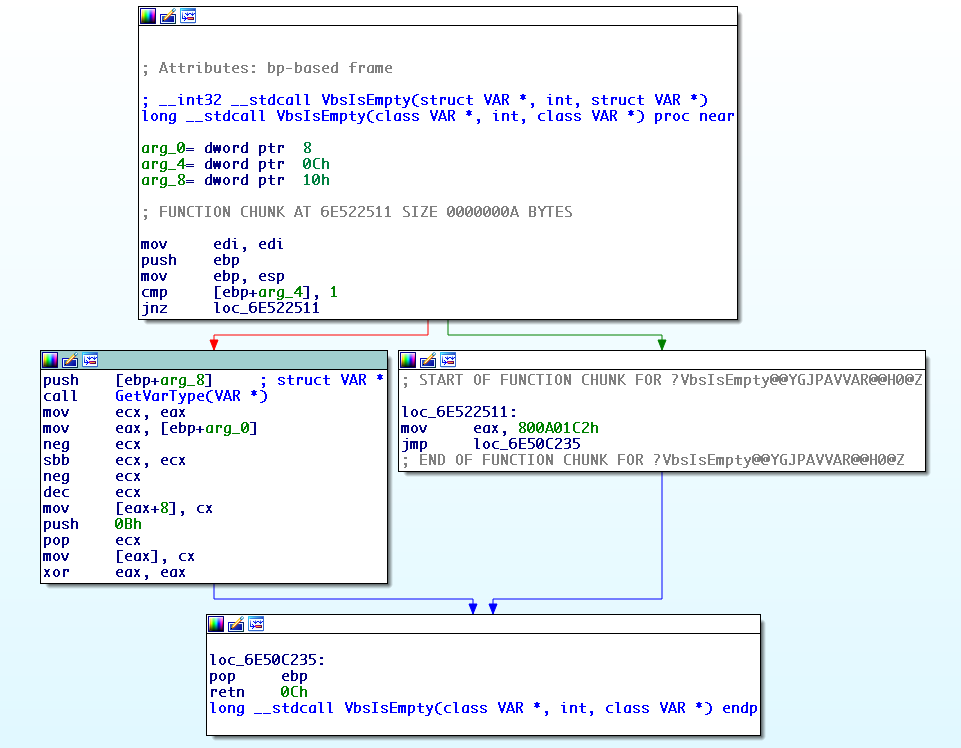 ; Attributes: bp-based frame
; __int32 __stdcall VbsIsEmpty(struct VAR *, int, struct VAR *)
long __stdcall VbsIsEmpty(class VAR *, int, class VAR *) proc near
arg_0= dword ptr  8
arg_4= dword ptr  0Ch
arg_8= dword ptr  10h
; FUNCTION CHUNK AT 6E522511 SIZE 0000000A BYTES
mov     edi, edi
push    ebp
mov     ebp, esp
cmp     [ebp+arg_4], 1
jnz     loc_6E522511
push    [ebp+arg_8]     ; struct VAR *
call    GetVarType(VAR *)
mov     ecx, eax
mov     eax, [ebp+arg_0]
neg     ecx
sbb     ecx, ecx
neg     ecx
dec     ecx
mov     [eax+8], cx
push    0Bh
pop     ecx
mov     [eax], cx
xor     eax, eax
; START OF FUNCTION CHUNK FOR ?VbsIsEmpty@@YGJPAVVAR@@H0@Z
loc_6E522511:
mov     eax, 800A01C2h
jmp     loc_6E50C235
; END OF FUNCTION CHUNK FOR ?VbsIsEmpty@@YGJPAVVAR@@H0@Z
loc_6E50C235:
pop     ebp
retn    0Ch
long __stdcall VbsIsEmpty(class VAR *, int, class VAR *) endp